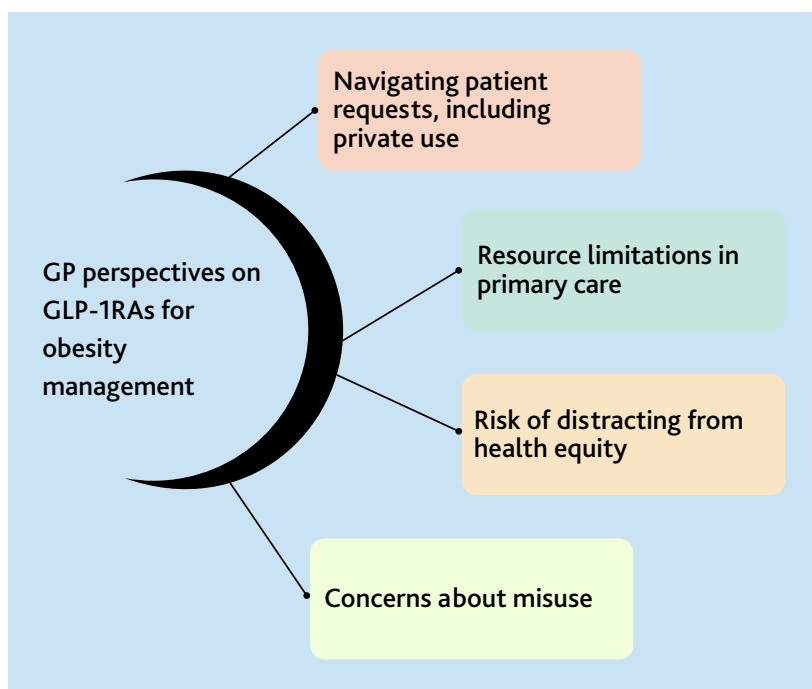 Navigating patient
requests, including
private use
GP perspectives on
GLP-1RAs for
obesity
management
Resource limitations in
primary care
Risk of distracting from
health equity
Concerns about misuse